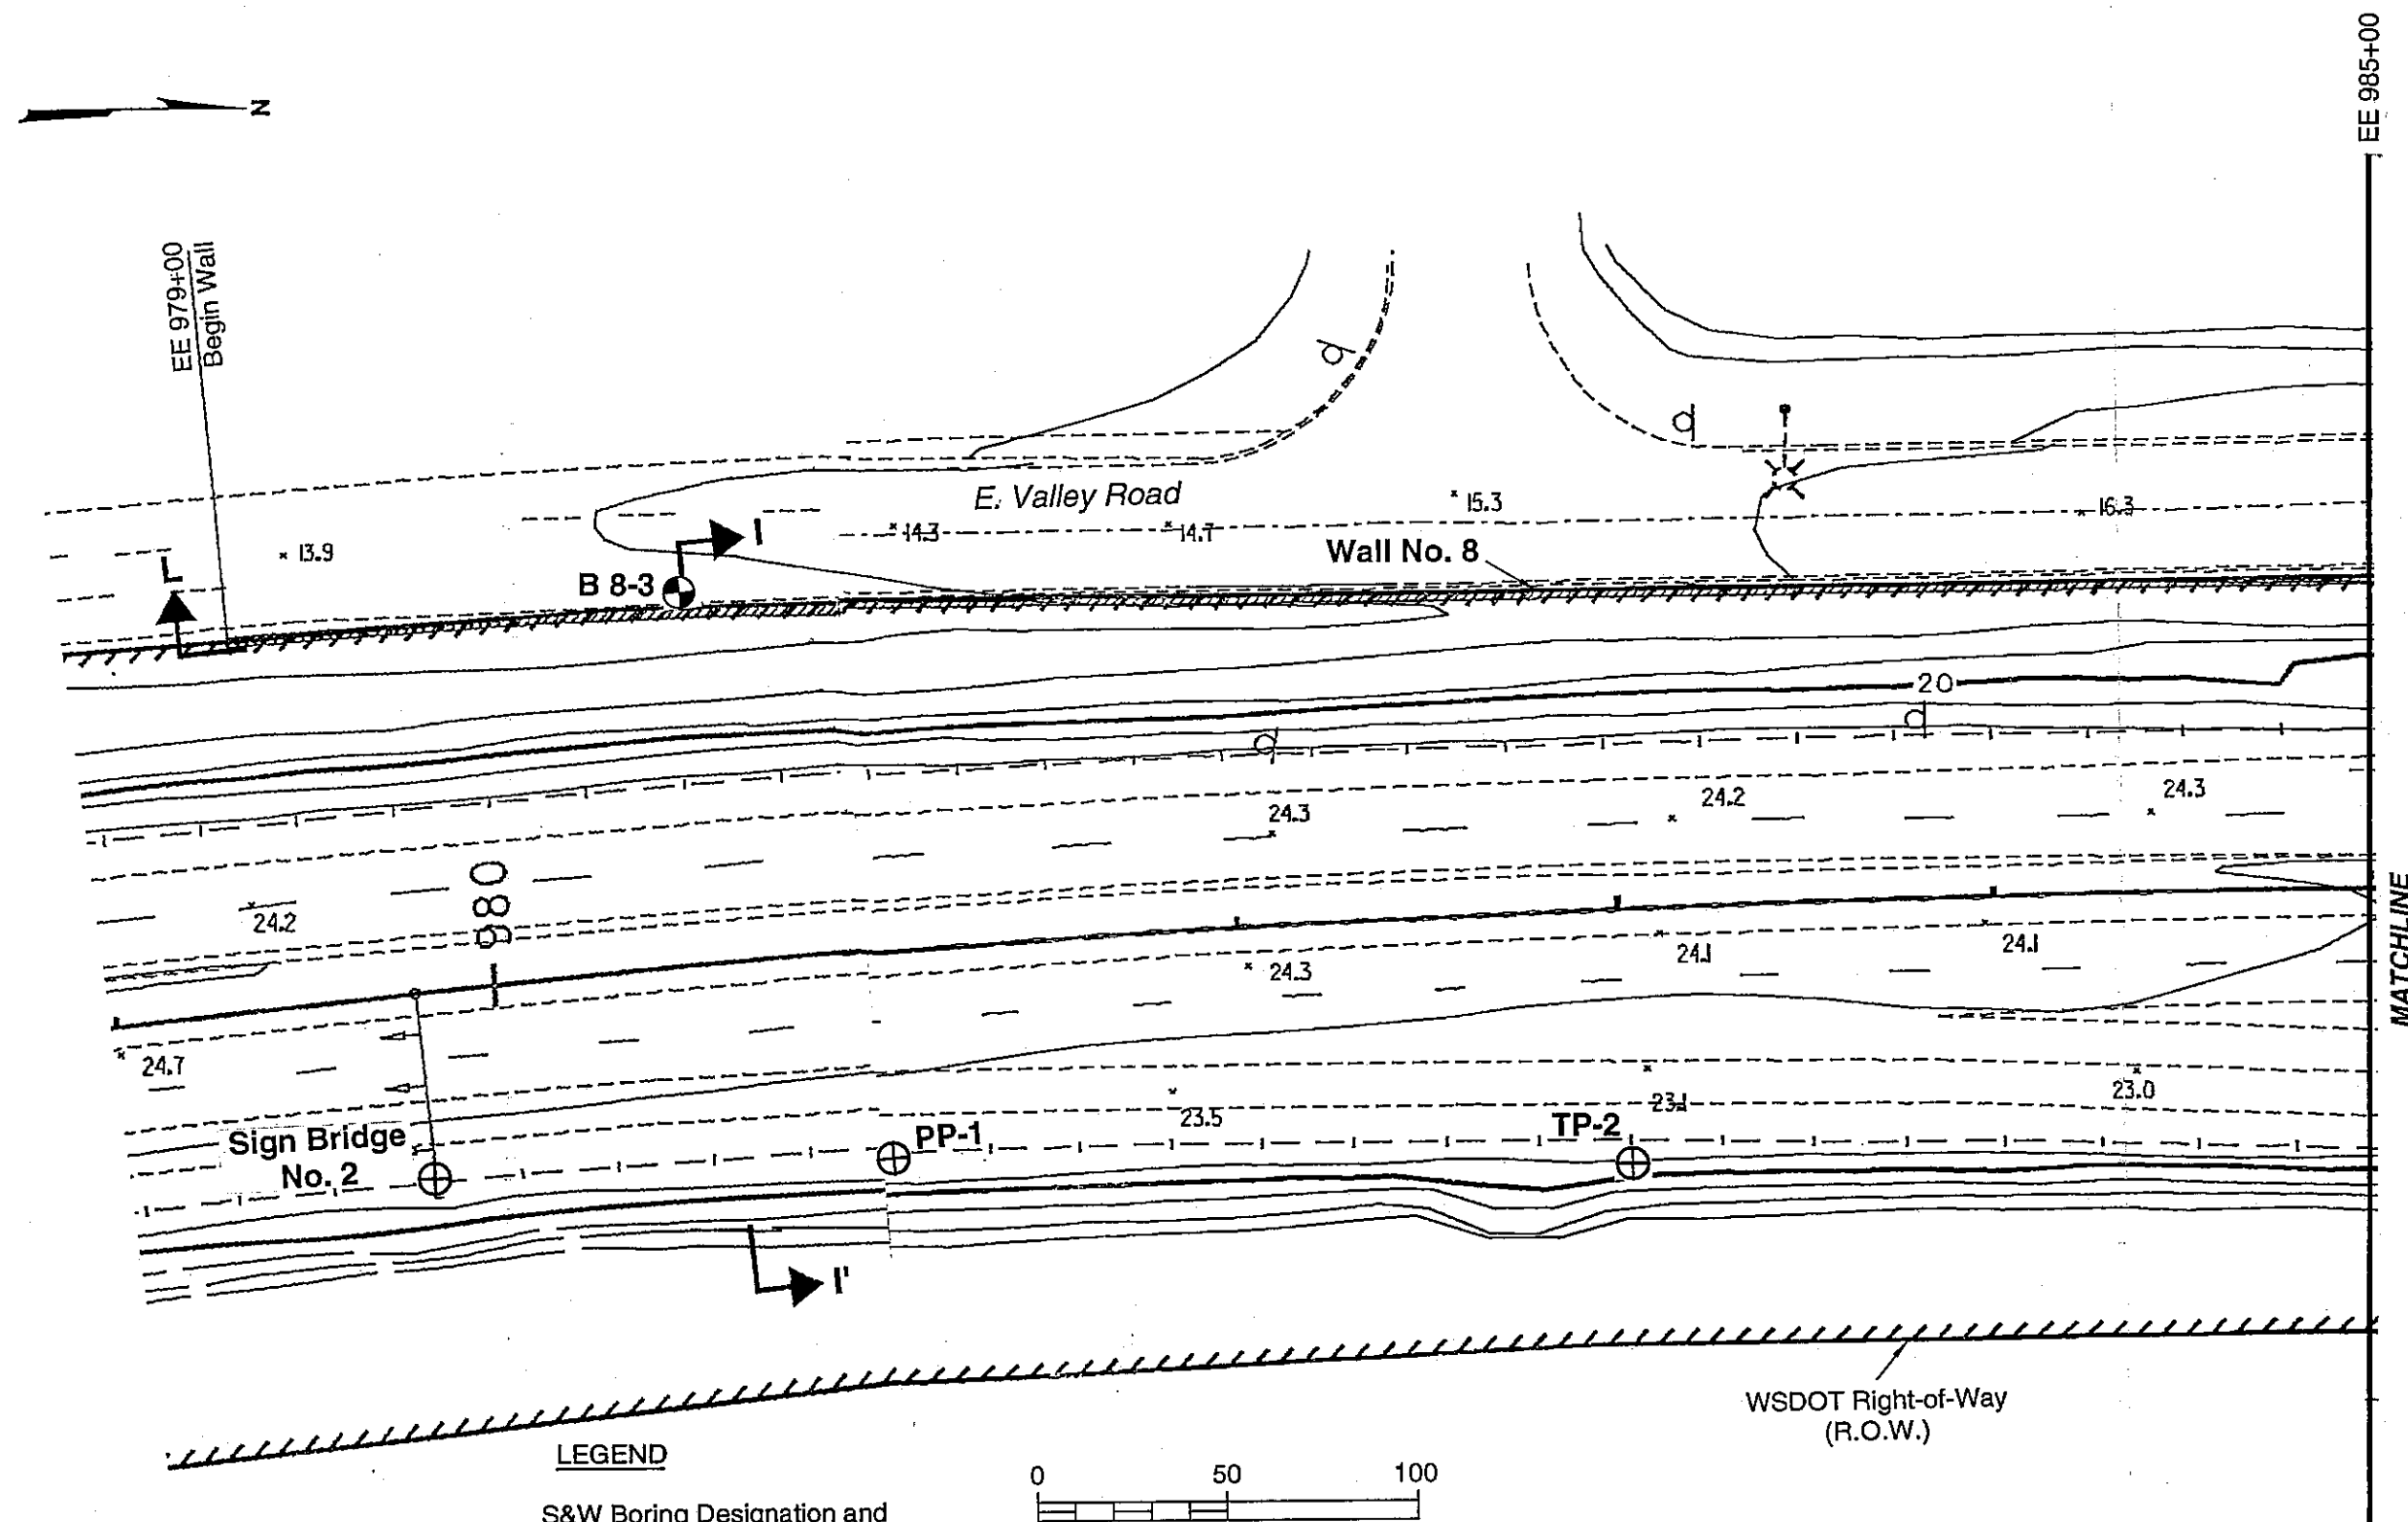 EE 985+00
N
EE 979+00
Begin Wall
E. Valley Road
15.3
16.3
14.3
14.7
13.9
I
L
Wall No. 8
B 8-3
20
24.3
24.2
24.3
980
24.2
24.1
24.1
24.3
MATCHLINE
24.7
23.5
23.1
23.0
Sign Bridge
No. 2
PP-1
TP-2
I'
WSDOT Right-of-Way
(R.O.W.)
LEGEND
0 50 100
S&W Boring Designation and